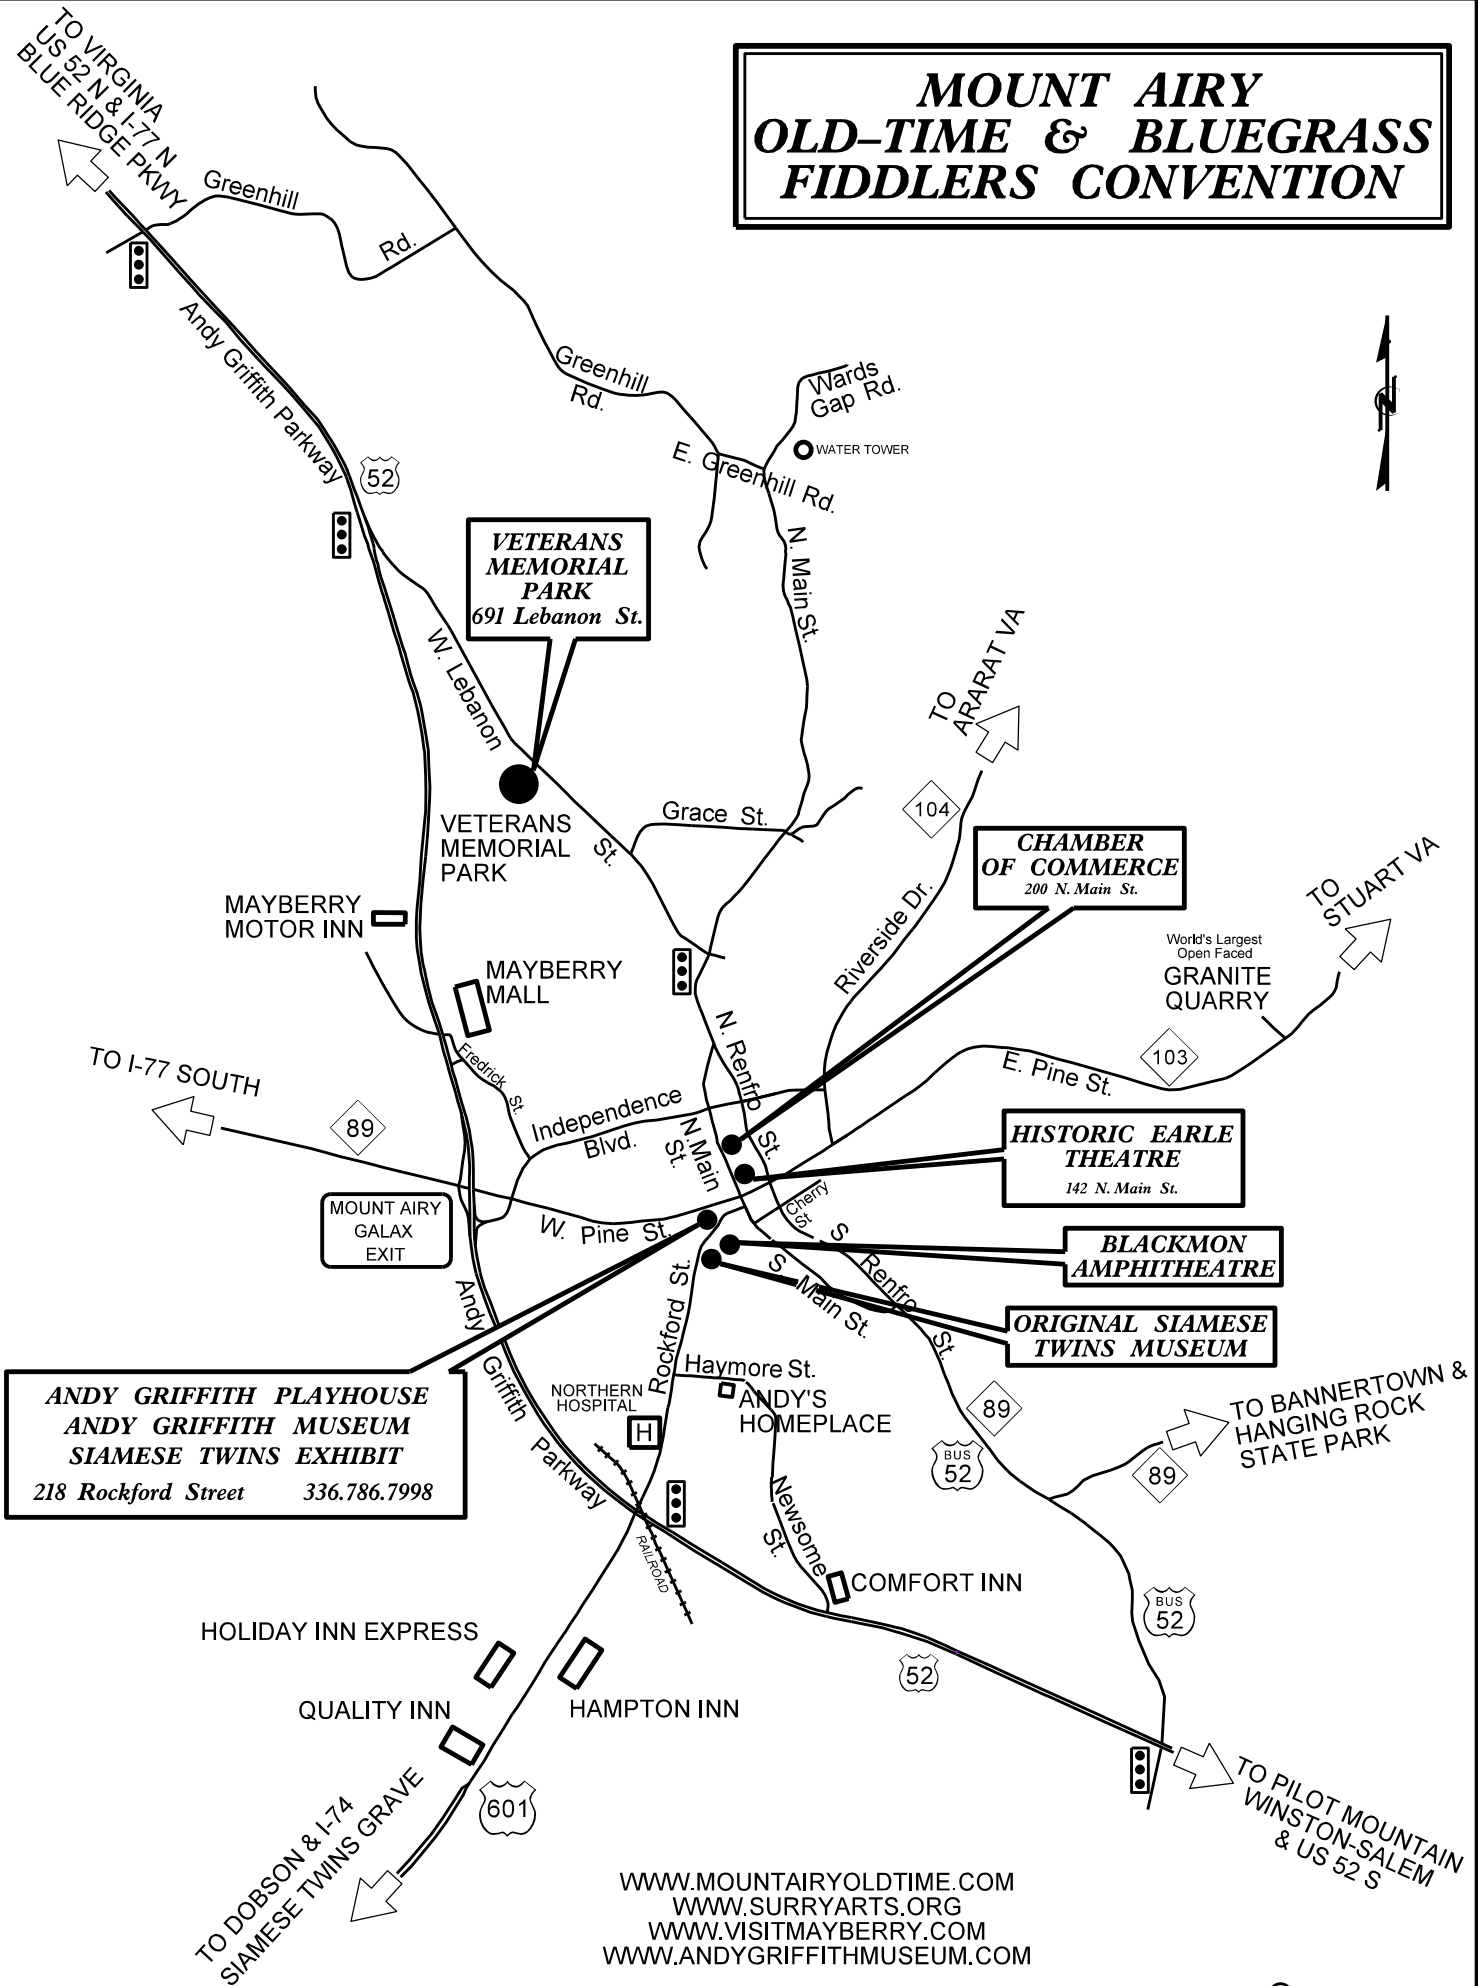 MOUNT AIRY
OLD–TIME & BLUEGRASS
FIDDLERS CONVENTION
TO VIRGINIA
US 52 N & I-77 N
BLUE RIDGE PKWY
Greenhill
Rd.
Andy Griffith Parkway
52
Greenhill
Rd.
Wards
Gap Rd.
WATER TOWER
E. Greenhill Rd.
N
N. Main St.
VETERANS
MEMORIAL
PARK
691 Lebanon St.
W. Lebanon
St.
VETERANS
MEMORIAL
PARK
TO
ARARAT VA
104
Grace St.
CHAMBER
OF COMMERCE
200 N. Main St.
TO
STUART VA
MAYBERRY
MOTOR INN
Riverside Dr.
World's Largest
Open Faced
GRANITE
QUARRY
MAYBERRY
MALL
N. Renfro
St.
103
E. Pine St.
TO I-77 SOUTH
Fredrick
St.
89
Independence
Blvd.
N. Main
St.
HISTORIC EARLE
THEATRE
142 N. Main St.
MOUNT AIRY
GALAX
EXIT
W. Pine St.
Cherry
St
BLACKMON
AMPHITHEATRE
S Renfro
St.
S Main St.
ORIGINAL SIAMESE
TWINS MUSEUM
Andy
Griffith
Parkway
Rockford St.
Haymore St.
ANDY GRIFFITH PLAYHOUSE
ANDY GRIFFITH MUSEUM
SIAMESE TWINS EXHIBIT
218 Rockford Street 336.786.7998
NORTHERN
HOSPITAL
H
ANDY'S
HOMEPLACE
89
BUS
52
TO BANNERTOWN &
HANGING ROCK
STATE PARK
89
Newsome
St.
RAILROAD
COMFORT INN
BUS
52
HOLIDAY INN EXPRESS
52
QUALITY INN
HAMPTON INN
601
TO DOBSON & I-74
SIAMESE TWINS GRAVE
TO PILOT MOUNTAIN
WINSTON-SALEM
& US 52 S
WWW.MOUNTAIRYOLDTIME.COM
WWW.SURRYARTS.ORG
WWW.VISITMAYBERRY.COM
WWW.ANDYGRIFFITHMUSEUM.COM